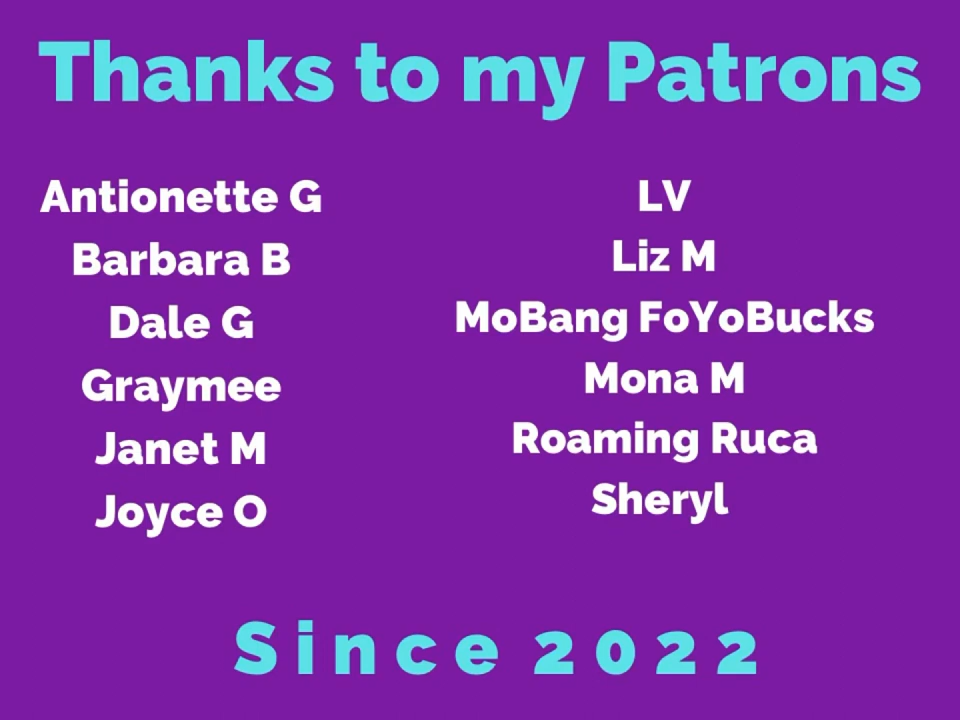 Thanks to my Patrons
Antionette G
Barbara B
Dale G
Graymee
Janet M
Joyce O
LV
Liz M
MoBang FoYoBucks
Mona M
Roaming Ruca
Sheryl
Since 2022